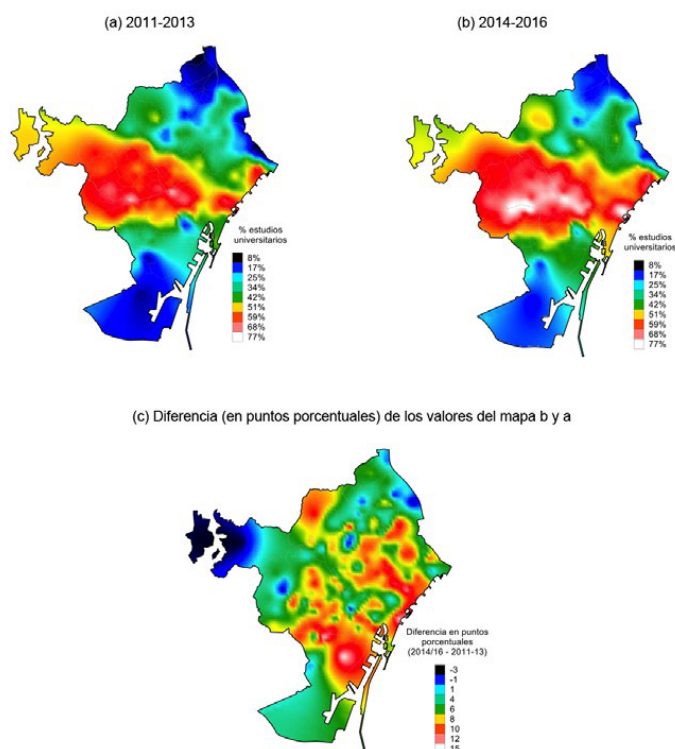 (a) 2011-2013
(b) 2014-2016
% estudios
universitarios
8%
17%
25%
34%
42%
51%
59%
68%
77%
% estudios
universitarios
8%
17%
25%
34%
42%
51%
59%
68%
77%
(c) Diferencia (en puntos porcentuales) de los valores del mapa b y a
Diferencia en puntos
porcentuales
(2014/16 - 2011-13)
-3
-1
1
4
6
8
10
12
15